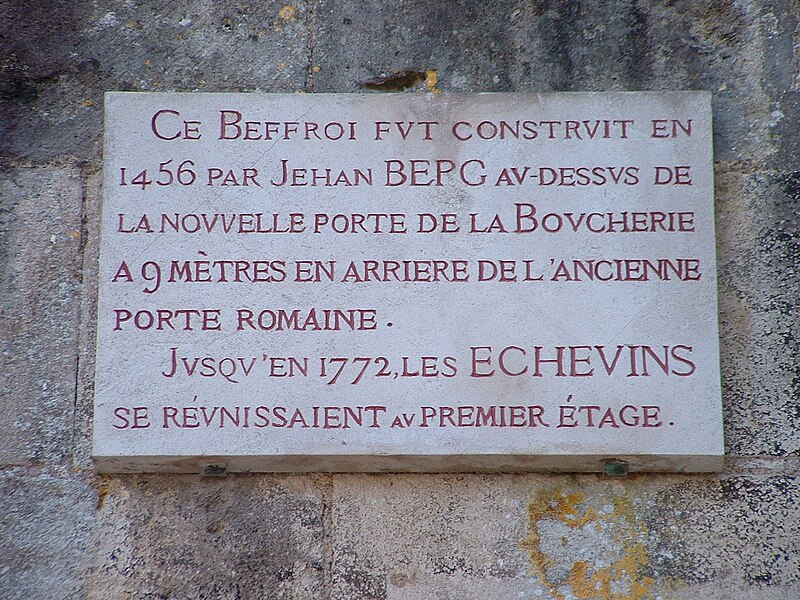 CE BEFFROI FVT CONSTRVIT EN
1456 PAR JEHAN BEPG AV-DESSVS DE
LA NOVVELLE PORTE DE LA BOVCHERIE
A 9 MÈTRES EN ARRIERE DE L'ANCIENNE
PORTE ROMAINE.
JVSQV'EN 1772, LES ECHEVINS
SE RÉVNISSAIENT AV PREMIER ÉTAGE.